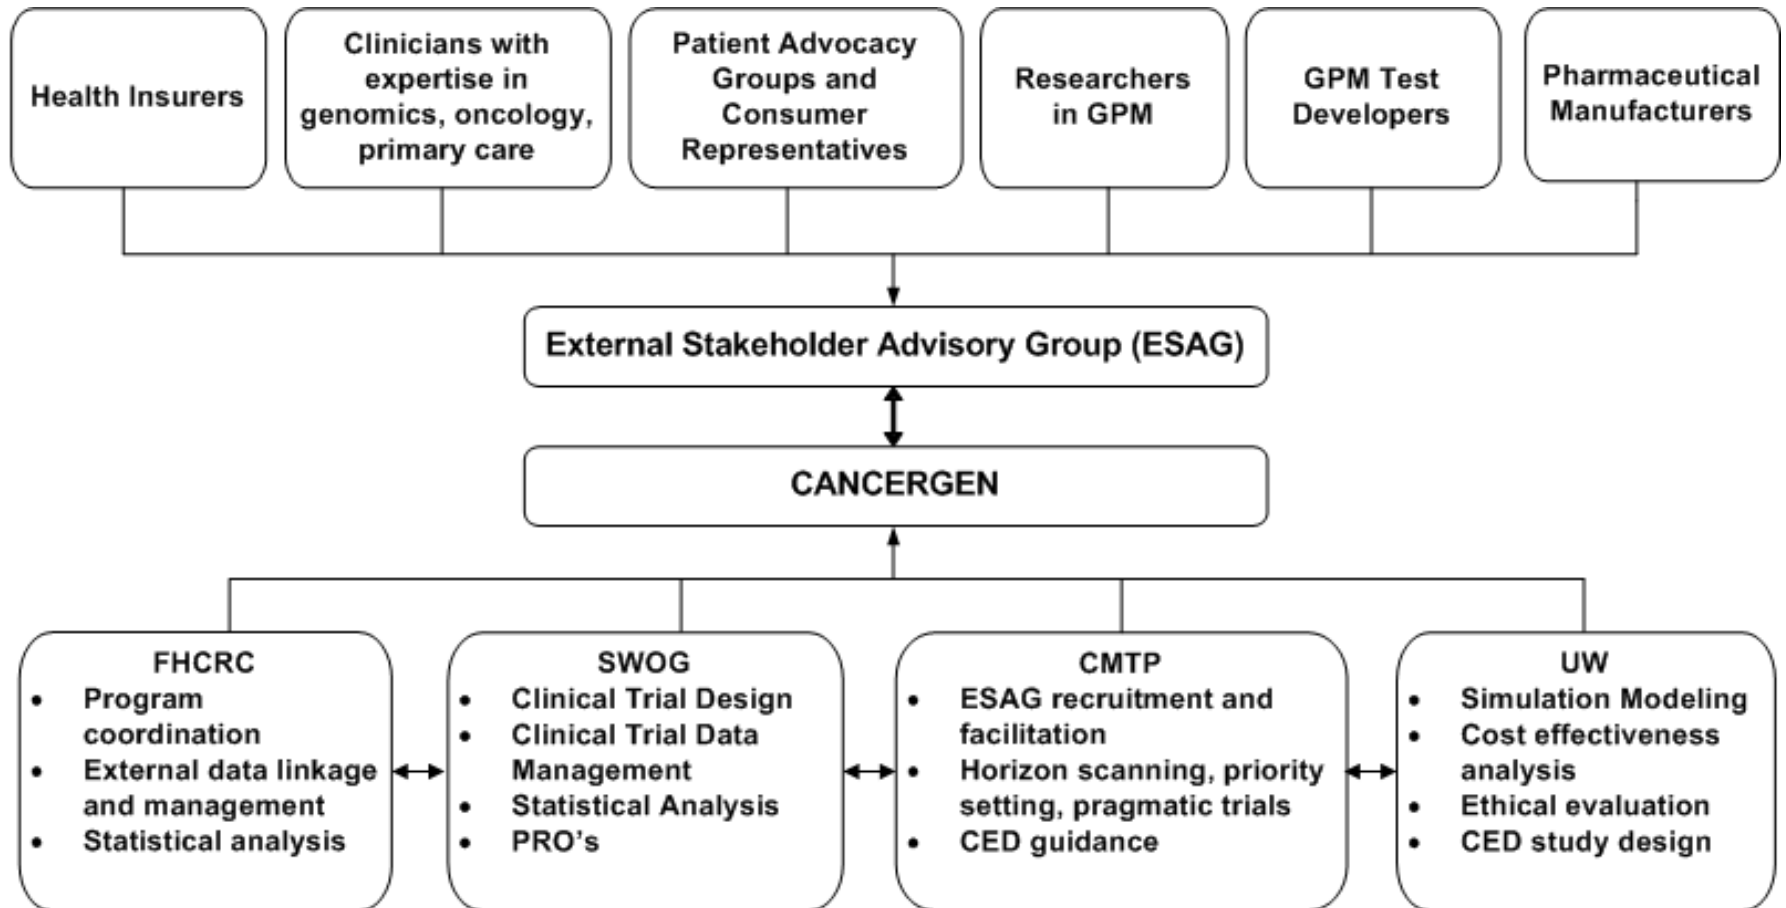 Health Insurers
Clinicians with
expertise in
genomics, oncology,
primary care
Patient Advocacy
Groups and
Consumer
Representatives
Researchers
in GPM
GPM Test
Developers
Pharmaceutical
Manufacturers
External Stakeholder Advisory Group (ESAG)
CANCERGEN
FHCRC
• Program
coordination
• External data linkage
and management
• Statistical analysis
SWOG
• Clinical Trial Design
• Clinical Trial Data
Management
• Statistical Analysis
• PRO's
CMTP
• ESAG recruitment and
facilitation
• Horizon scanning, priority
setting, pragmatic trials
• CED guidance
UW
• Simulation Modeling
• Cost effectiveness
analysis
• Ethical evaluation
• CED study design